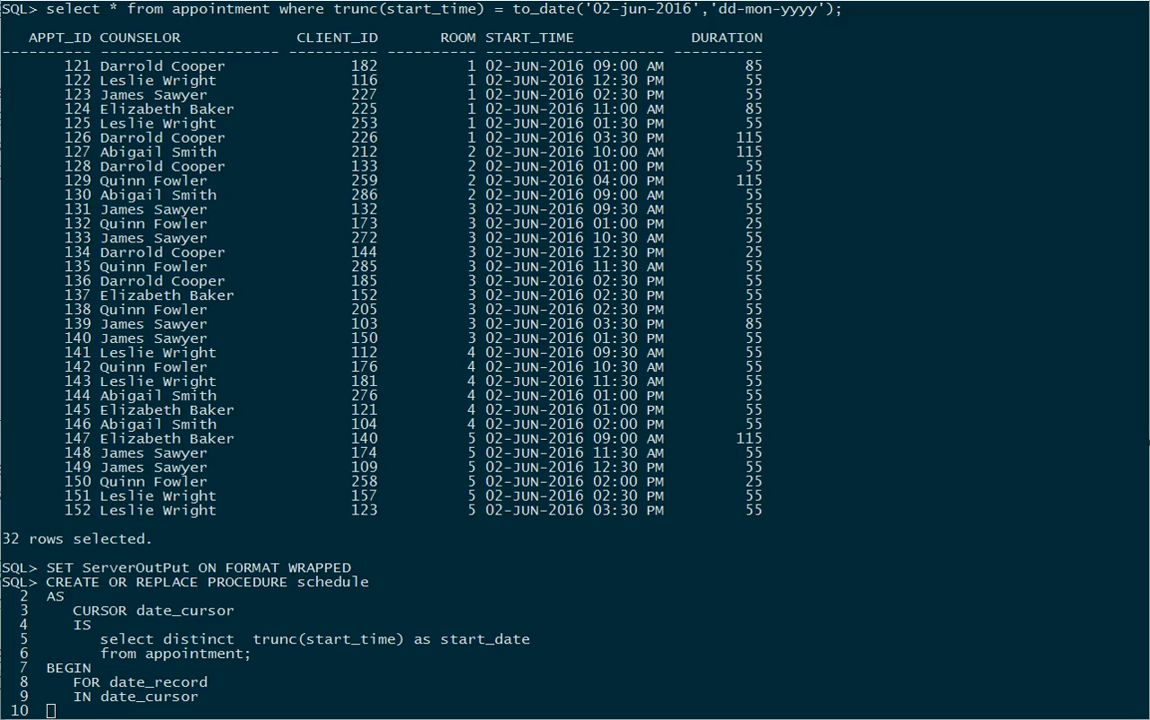 SQL> select * from appointment where trunc(start_time) = to_date('02-jun-2016','dd-mon-yyyy');
APPT_ID COUNSELOR CLIENT_ID ROOM START_TIME DURATION
---------- -------------------- ---------- ---------- -------------------- ----------
121 Darrold Cooper 182 1 02-JUN-2016 09:00 AM 85
122 Leslie Wright 116 1 02-JUN-2016 12:30 PM 55
123 James Sawyer 227 1 02-JUN-2016 02:30 PM 55
124 Elizabeth Baker 225 1 02-JUN-2016 11:00 AM 85
125 Leslie Wright 253 1 02-JUN-2016 01:30 PM 55
126 Darrold Cooper 226 1 02-JUN-2016 03:30 PM 115
127 Abigail Smith 212 2 02-JUN-2016 10:00 AM 115
128 Darrold Cooper 133 2 02-JUN-2016 01:00 PM 55
129 Quinn Fowler 259 2 02-JUN-2016 04:00 PM 115
130 Abigail Smith 286 2 02-JUN-2016 09:00 AM 55
131 James Sawyer 132 3 02-JUN-2016 09:30 AM 55
132 Quinn Fowler 173 3 02-JUN-2016 01:00 PM 25
133 James Sawyer 272 3 02-JUN-2016 10:30 AM 55
134 Darrold Cooper 144 3 02-JUN-2016 12:30 PM 25
135 Quinn Fowler 285 3 02-JUN-2016 11:30 AM 55
136 Darrold Cooper 185 3 02-JUN-2016 02:30 PM 55
137 Elizabeth Baker 152 3 02-JUN-2016 02:30 PM 55
138 Quinn Fowler 205 3 02-JUN-2016 02:30 PM 55
139 James Sawyer 103 3 02-JUN-2016 03:30 PM 85
140 James Sawyer 150 3 02-JUN-2016 01:30 PM 55
141 Leslie Wright 112 4 02-JUN-2016 09:30 AM 55
142 Quinn Fowler 176 4 02-JUN-2016 10:30 AM 55
143 Leslie Wright 181 4 02-JUN-2016 11:30 AM 55
144 Abigail Smith 276 4 02-JUN-2016 01:00 PM 55
145 Elizabeth Baker 121 4 02-JUN-2016 01:00 PM 55
146 Abigail Smith 104 4 02-JUN-2016 02:00 PM 55
147 Elizabeth Baker 140 5 02-JUN-2016 09:00 AM 115
148 James Sawyer 174 5 02-JUN-2016 11:30 AM 55
149 James Sawyer 109 5 02-JUN-2016 12:30 PM 55
150 Quinn Fowler 258 5 02-JUN-2016 02:00 PM 25
151 Leslie Wright 157 5 02-JUN-2016 02:30 PM 55
152 Leslie Wright 123 5 02-JUN-2016 03:30 PM 55
32 rows selected.
SQL> SET ServerOutPut ON FORMAT WRAPPED
SQL> CREATE OR REPLACE PROCEDURE schedule
2 AS
3 CURSOR date_cursor
4 IS
5 select distinct  trunc(start_time) as start_date
6 from appointment;
7 BEGIN
8 FOR date_record
9 IN date_cursor
10